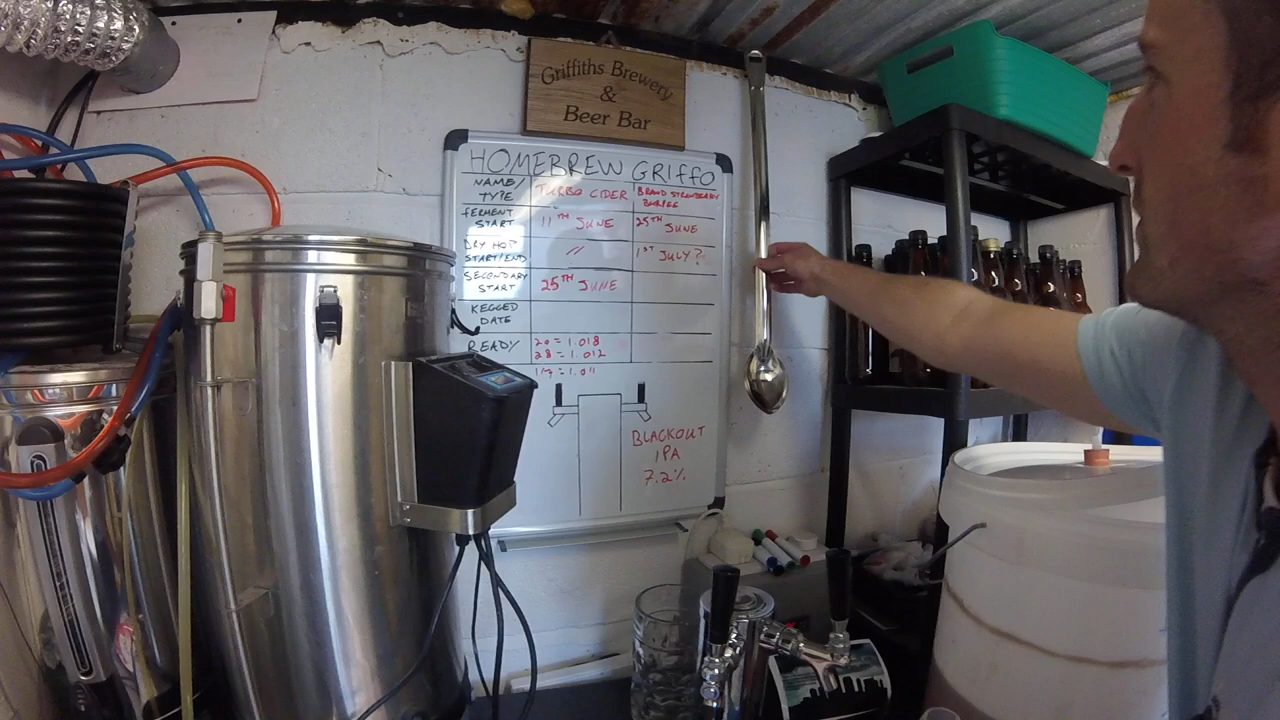 Griffiths Brewery
&
Beer Bar
HOMEBREW GRIFFO
NAME/
TYPE
TURBO CIDER
FERMENT
START
11TH JUNE
25TH
JUNE
DRY HOP
START/END
//
1ST JULY?
SECONDARY
START
25TH JUNE
KEGGED
DATE
READY
20 = 1.018
28 = 1.012
1/7 = 1.011
BLACKOUT
IPA
7.2%